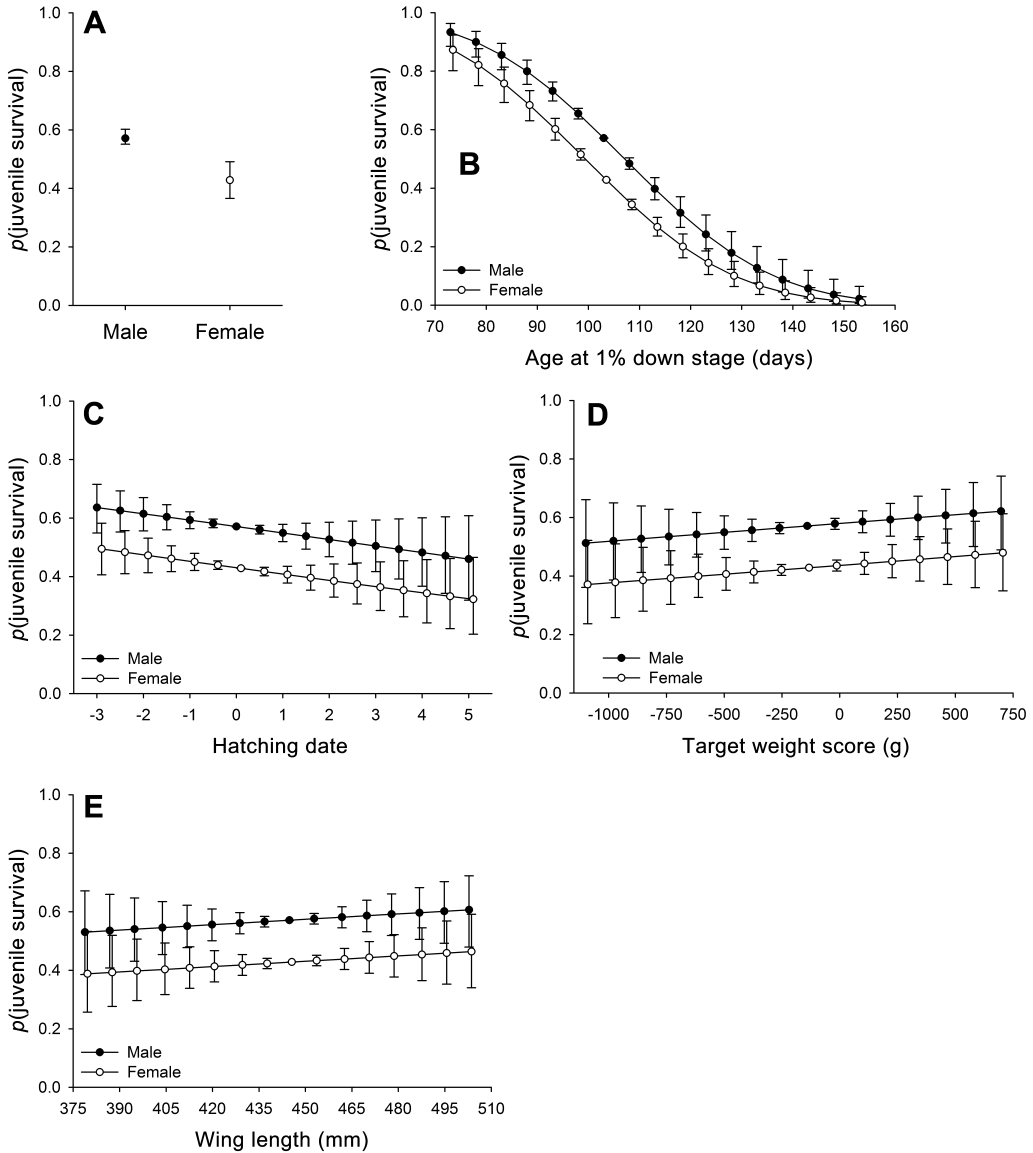 A
p(juvenile survival)
1.0
0.8
0.6
0.4
0.2
0.0
Male Female
B
p(juvenile survival)
1.0
0.8
0.6
0.4
0.2
0.0
Male
Female
70 80 90 100 110 120 130 140 150 160
Age at 1% down stage (days)
C
p(juvenile survival)
1.0
0.8
0.6
0.4
0.2
0.0
Male
Female
-3 -2 -1 0 1 2 3 4 5
Hatching date
D
p(juvenile survival)
1.0
0.8
0.6
0.4
0.2
0.0
Male
Female
-1000 -750 -500 -250 0 250 500 750
Target weight score (g)
E
p(juvenile survival)
1.0
0.8
0.6
0.4
0.2
0.0
Male
Female
375 390 405 420 435 450 465 480 495 510
Wing length (mm)